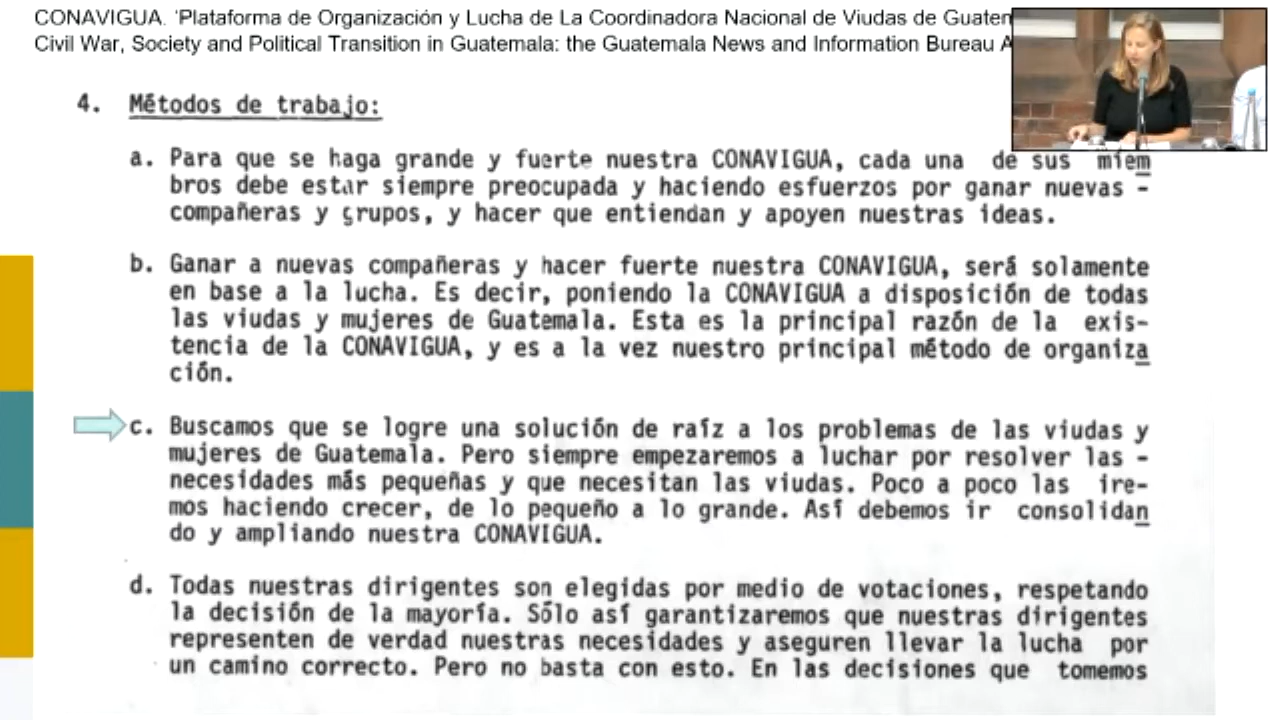 CONAVIGUA. 'Plataforma de Organización y Lucha de La Coordinadora Nacional de Viudas de
Civil War, Society and Political Transition in Guatemala: the Guatemala News and Information Bureau
4. Métodos de trabajo:
a. Para que se haga grande y fuerte nuestra CONAVIGUA, cada una de sus miem
bros debe estar siempre preocupada y haciendo esfuerzos por ganar nuevas -
compañeras y grupos, y hacer que entiendan y apoyen nuestras ideas.
b. Ganar a nuevas compañeras y hacer fuerte nuestra CONAVIGUA, será solamente
en base a la lucha. Es decir, poniendo la CONAVIGUA a disposición de todas
las viudas y mujeres de Guatemala. Esta es la principal razón de la exis-
tencia de la CONAVIGUA, y es a la vez nuestro principal método de organiza
ción.
c. Buscamos que se logre una solución de raíz a los problemas de las viudas y
mujeres de Guatemala. Pero siempre empezaremos a luchar por resolver las -
necesidades más pequeñas y que necesitan las viudas. Poco a poco las ire-
mos haciendo crecer, de lo pequeño a lo grande. Así debemos ir consolidan
do y ampliando nuestra CONAVIGUA.
d. Todas nuestras dirigentes son elegidas por medio de votaciones, respetando
la decisión de la mayoría. Sólo así garantizaremos que nuestras dirigentes
representen de verdad nuestras necesidades y aseguren llevar la lucha por
un camino correcto. Pero no basta con esto. En las decisiones que tomemos